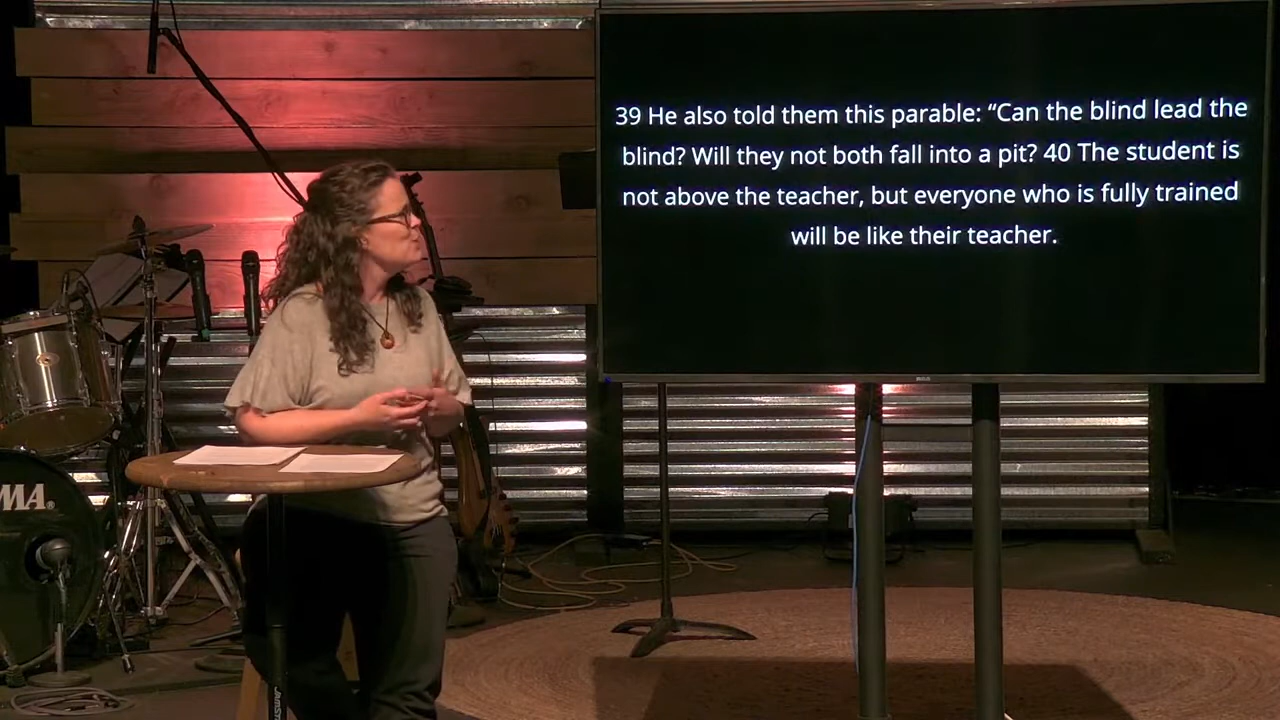 39 He also told them this parable: “Can the blind lead the
blind? Will they not both fall into a pit? 40 The student is
not above the teacher, but everyone who is fully trained
will be like their teacher.
MA®